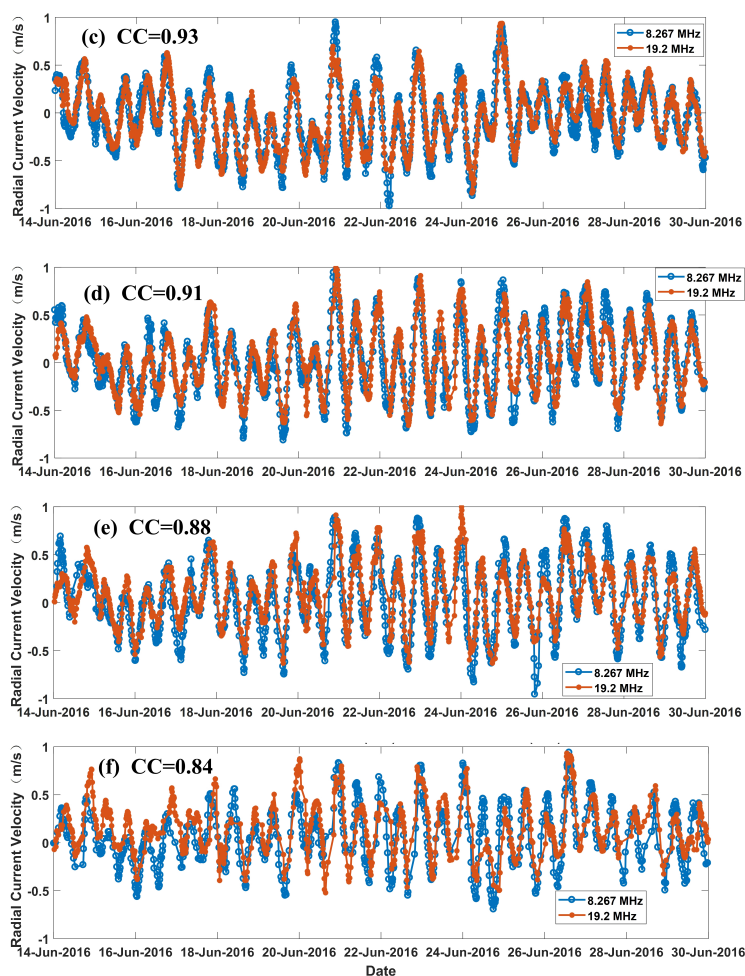 (c) CC=0.93
8.267 MHz
19.2 MHz
Radial Current Velocity（m/s）
1
0.5
0
-0.5
-1
14-Jun-2016 16-Jun-2016 18-Jun-2016 20-Jun-2016 22-Jun-2016 24-Jun-2016 26-Jun-2016 28-Jun-2016 30-Jun-2016
(d) CC=0.91
8.267 MHz
19.2 MHz
Radial Current Velocity（m/s）
1
0.5
0
-0.5
-1
14-Jun-2016 16-Jun-2016 18-Jun-2016 20-Jun-2016 22-Jun-2016 24-Jun-2016 26-Jun-2016 28-Jun-2016 30-Jun-2016
(e) CC=0.88
8.267 MHz
19.2 MHz
Radial Current Velocity（m/s）
1
0.5
0
-0.5
-1
14-Jun-2016 16-Jun-2016 18-Jun-2016 20-Jun-2016 22-Jun-2016 24-Jun-2016 26-Jun-2016 28-Jun-2016 30-Jun-2016
(f) CC=0.84
8.267 MHz
19.2 MHz
Radial Current Velocity（m/s）
1
0.5
0
-0.5
-1
14-Jun-2016 16-Jun-2016 18-Jun-2016 20-Jun-2016 22-Jun-2016 24-Jun-2016 26-Jun-2016 28-Jun-2016 30-Jun-2016
Date